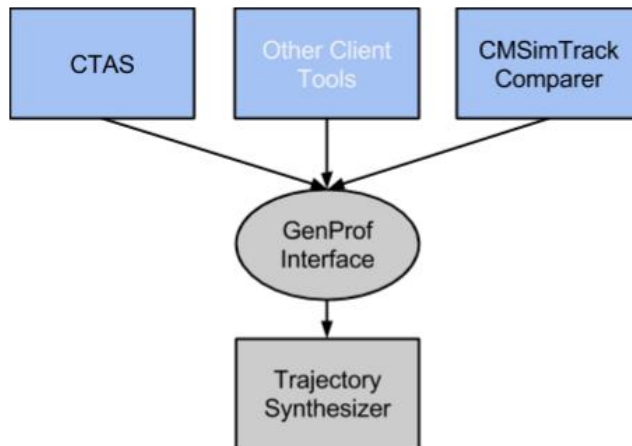 CTAS
Other Client
Tools
CMSimTrack
Comparer
GenProf
Interface
Trajectory
Synthesizer